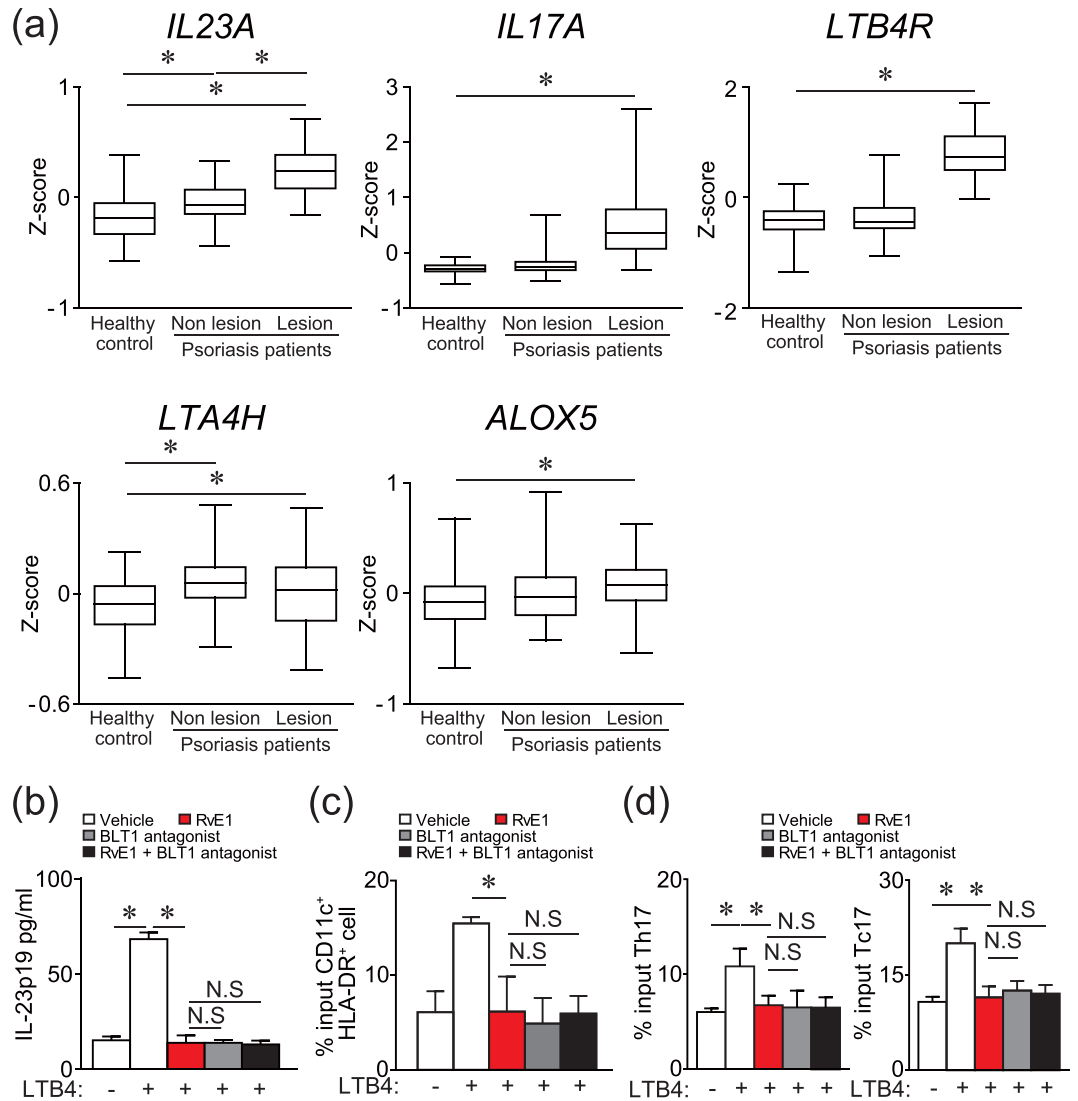 (a)
IL23A
IL17A
LTB4R
* *
*
*
*
1
0
-1
Z-score
Healthy control
Non lesion
Lesion
Psoriasis patients
3
2
1
0
-1
Z-score
Healthy control
Non lesion
Lesion
Psoriasis patients
2
0
-2
Z-score
Healthy control
Non lesion
Lesion
Psoriasis patients
LTA4H
ALOX5
*
*
*
0.6
0
-0.6
Z-score
Healthy control
Non lesion
Lesion
Psoriasis patients
1
0
-1
Z-score
Healthy control
Non lesion
Lesion
Psoriasis patients
(b)
Vehicle RvE1
BLT1 antagonist
RvE1 + BLT1 antagonist
IL-23p19 pg/ml
100
50
0
* *
N.S
N.S
LTB4: - + + + +
(c)
Vehicle RvE1
BLT1 antagonist
RvE1 + BLT1 antagonist
% input CD11c+
HLA-DR+ cell
20
10
0
*
N.S
N.S
LTB4: - + + + +
(d)
Vehicle RvE1
BLT1 antagonist
RvE1 + BLT1 antagonist
% input Th17
20
10
0
* *
N.S
N.S
LTB4: - + + + +
% input Tc17
30
15
0
* *
N.S
N.S
- + + + +